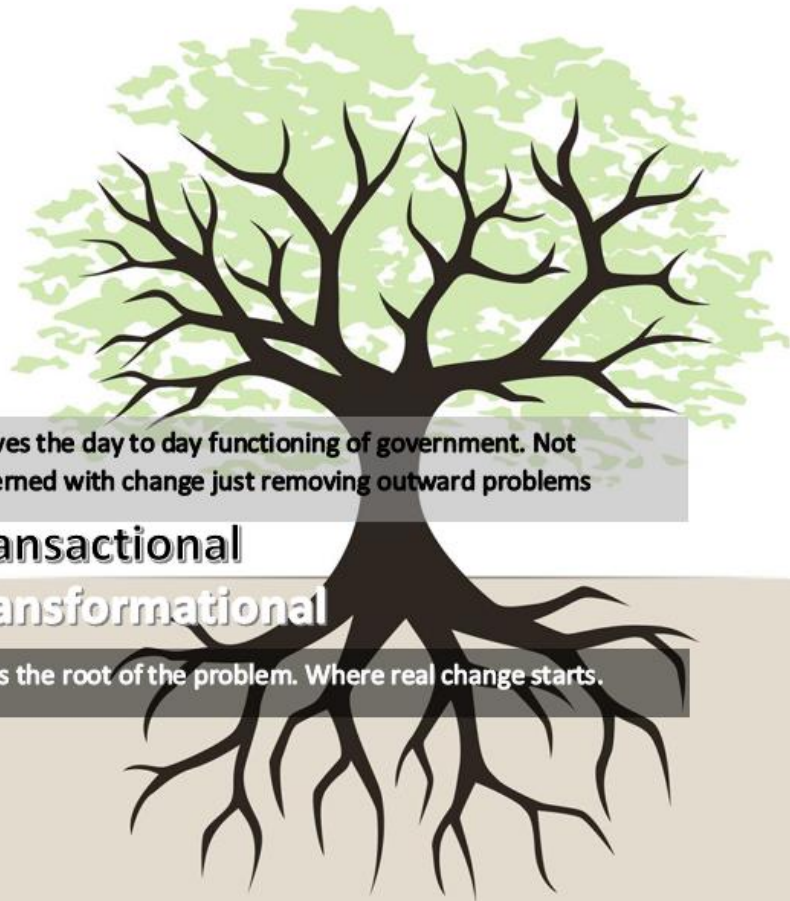 ves the day to day functioning of government. Not
erned with change just removing outward problems
ansactional
ansformational
s the root of the problem. Where real change starts.